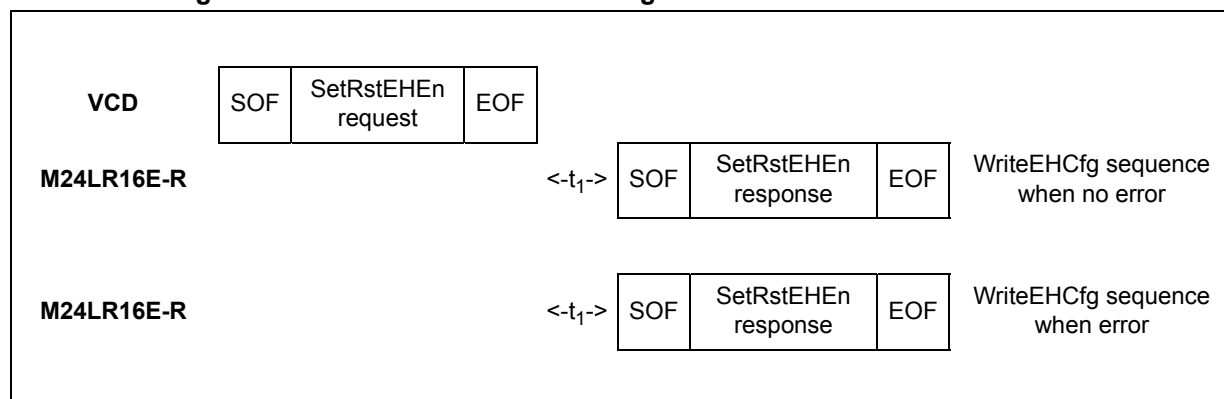 VCD
SOF
SetRstEHEn
request
EOF
M24LR16E-R
<-t1->
SOF
SetRstEHEn
response
EOF
WriteEHCfg sequence
when no error
M24LR16E-R
<-t1->
SOF
SetRstEHEn
response
EOF
WriteEHCfg sequence
when error